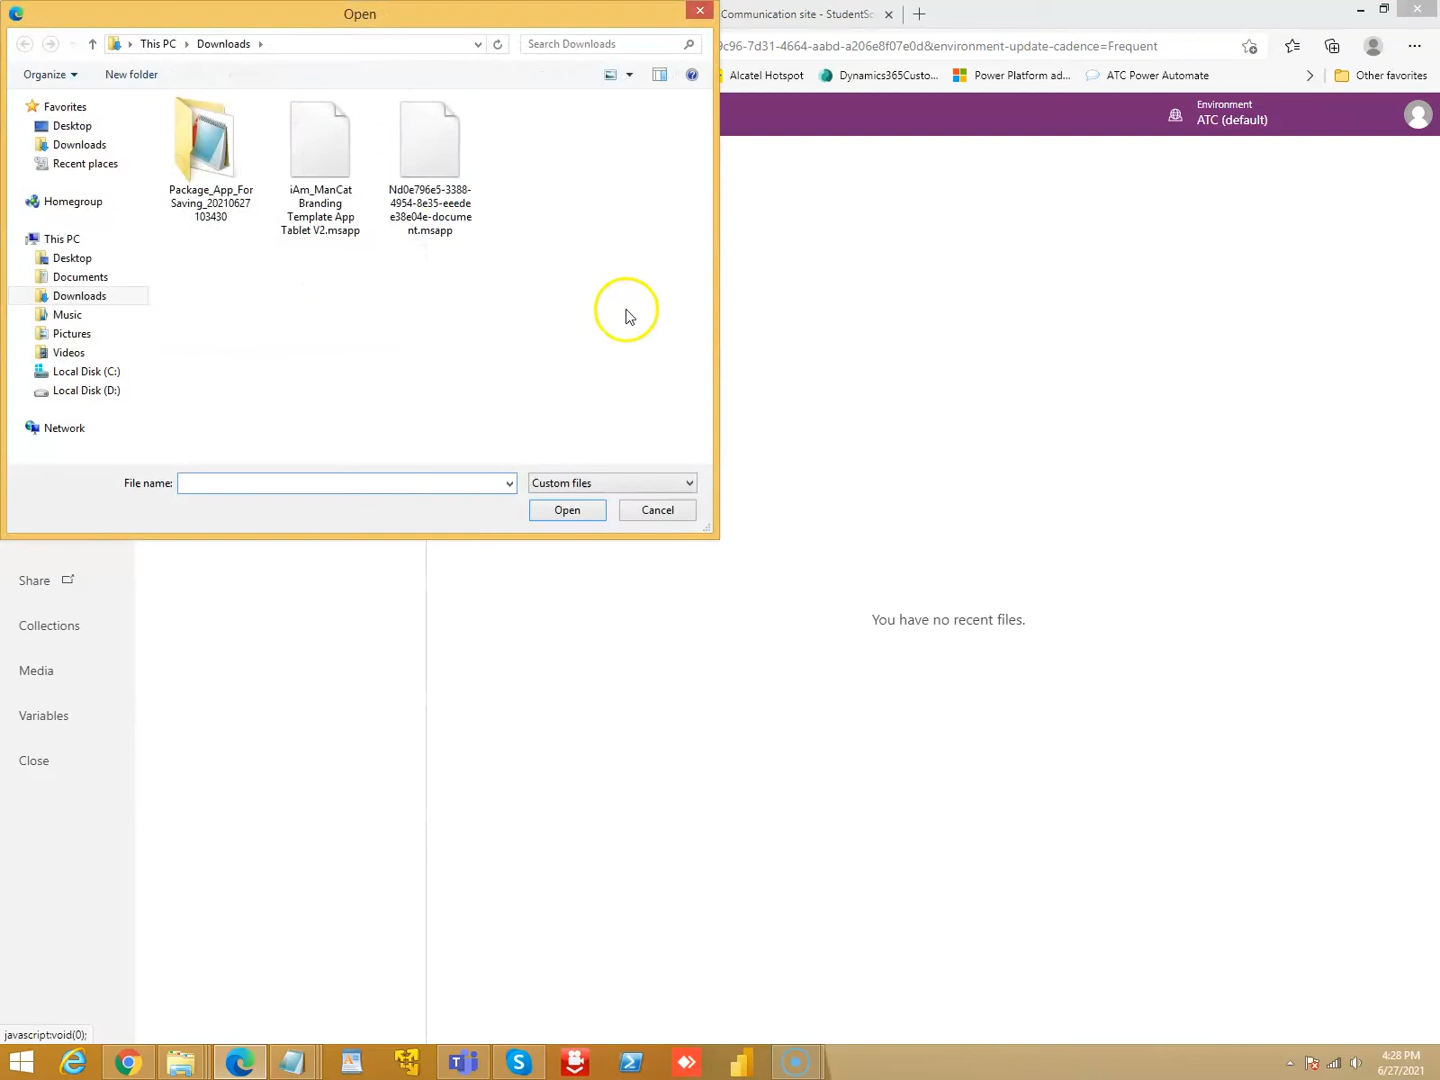 Open
Communication site - StudentSc
This PC
Downloads
Search Downloads
9c96-7d31-4664-aabd-a206e8f07e0d&environment-update-cadence=Frequent
Organize
New folder
Alcatel Hotspot
Dynamics365Custo...
Power Platform ad...
ATC Power Automate
Other favorites
Environment
ATC (default)
Favorites
Desktop
Downloads
Recent places
Homegroup
This PC
Desktop
Documents
Downloads
Music
Pictures
Videos
Local Disk (C:)
Local Disk (D:)
Network
Package_App_For
Saving_20210627
103430
iAm_ManCat
Branding
Template App
Tablet V2.msapp
Nd0e796e5-3388-
4954-8e35-eeede
e38e04e-docume
nt.msapp
File name:
Custom files
Open
Cancel
Share
Collections
Media
Variables
Close
You have no recent files.
javascript:void(0);
4:28 PM
6/27/2021